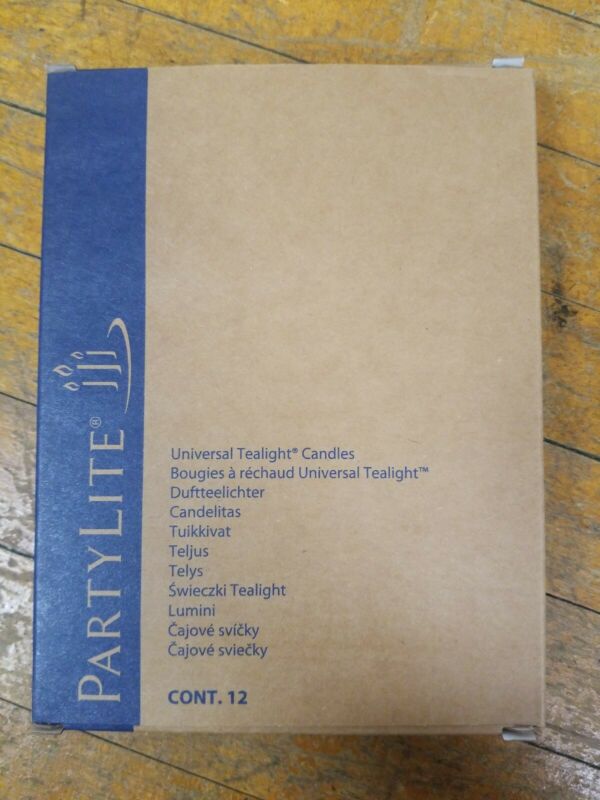 PARTYLITE®
Universal Tealight® Candles
Bougies à réchaud Universal Tealight™
Duftteelichter
Candelitas
Tuikkivat
Teljus
Telys
Świeczki Tealight
Lumini
Čajové svíčky
Čajové sviečky
CONT. 12